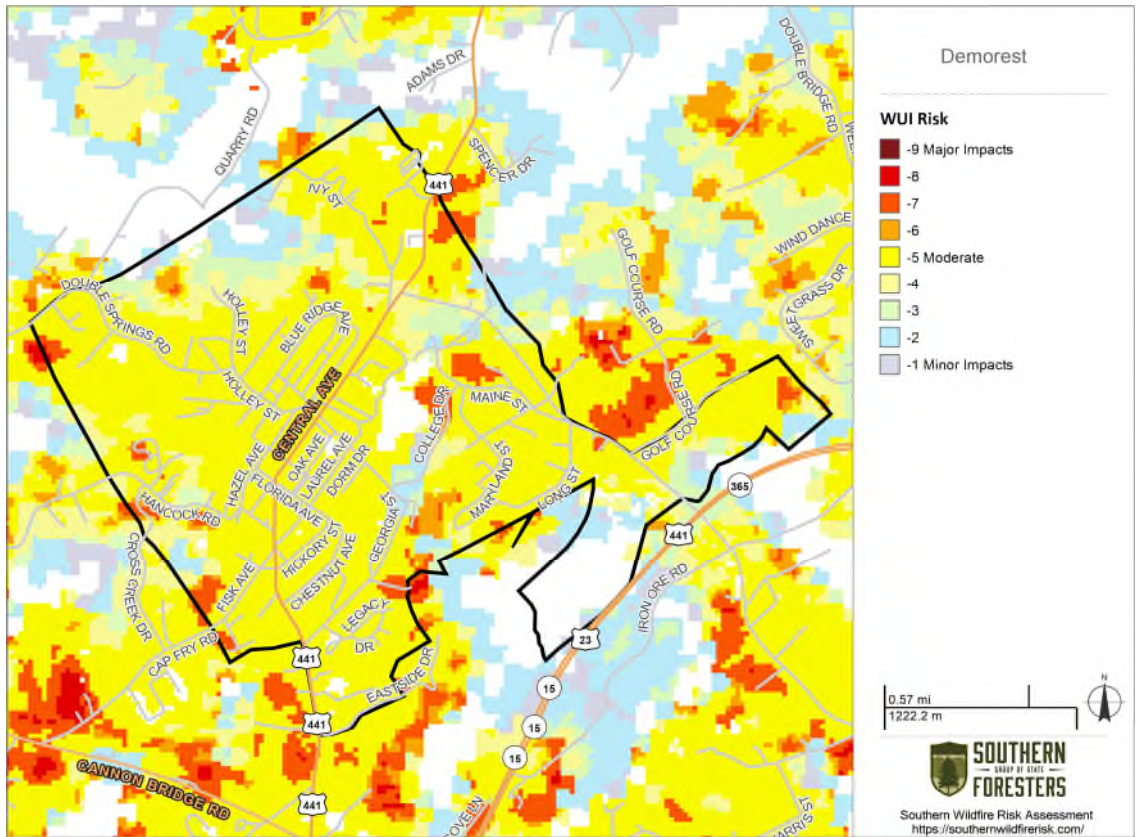 Demorest
WUI Risk
-9 Major Impacts
-8
-7
-6
-5 Moderate
-4
-3
-2
-1 Minor Impacts
0.57 mi
1222.2 m
N
SOUTHERN
GROUP OF STATE
FORESTERS
Southern Wildfire Risk Assessment
https://southernwildfirerisk.com/
ADAMS DR
DOUBLE BRIDGE RD
QUARRY RD
SPENCER DR
441
IVY ST
WIND DANCE
GOLF COURSE RD
SWEETGRASS DR
DOUBLE SPRINGS RD
HOLLEY ST
BLUE RIDGE AVE
HOLLEY ST
CENTRAL AVE
COLLEGE DR
MAINE ST
GOLF COURSE RD
OAK AVE
LAUREL AVE
DORM DR
HAZEL AVE
FLORIDA AVE
MARYLAND ST
LONG ST
365
HANCOCK RD
GEORGIA ST
441
HICKORY ST
CHESTNUT AVE
CROSS CREEK DR
FISK AVE
IRON ORE RD
LEGACY DR
CAP FRY RD
23
441
EASTSIDE DR
15
441
15
15
CANNON BRIDGE RD
441